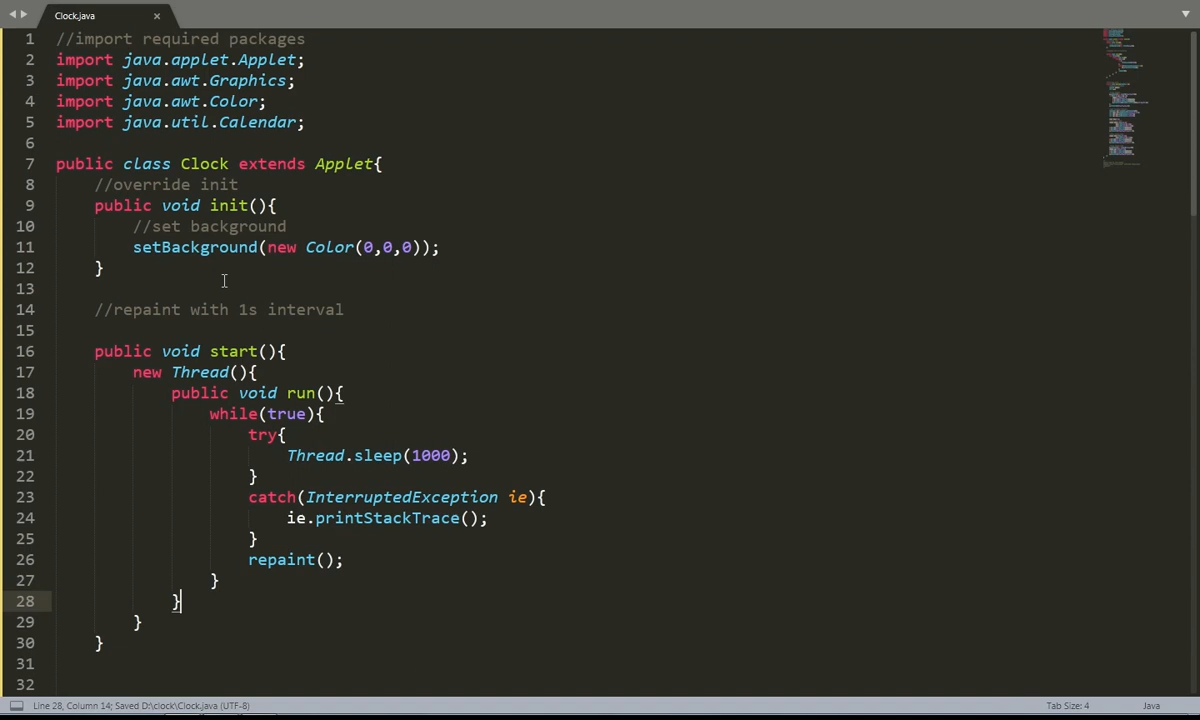 Clock.java
1 //import required packages
2 import java.applet.Applet;
3 import java.awt.Graphics;
4 import java.awt.Color;
5 import java.util.Calendar;
6
7 public class Clock extends Applet{
8     //override init
9     public void init(){
10         //set background
11         setBackground(new Color(0,0,0));
12     }
13
14     //repaint with 1s interval
15
16     public void start(){
17         new Thread(){
18             public void run(){
19                 while(true){
20                     try{
21                         Thread.sleep(1000);
22                     }
23                     catch(InterruptedException ie){
24                         ie.printStackTrace();
25                     }
26                     repaint();
27                 }
28             }
29         }
30     }
31
32
Line 28, Column 14; Saved D:\clock\Clock.java (UTF-8) Tab Size: 4 Java